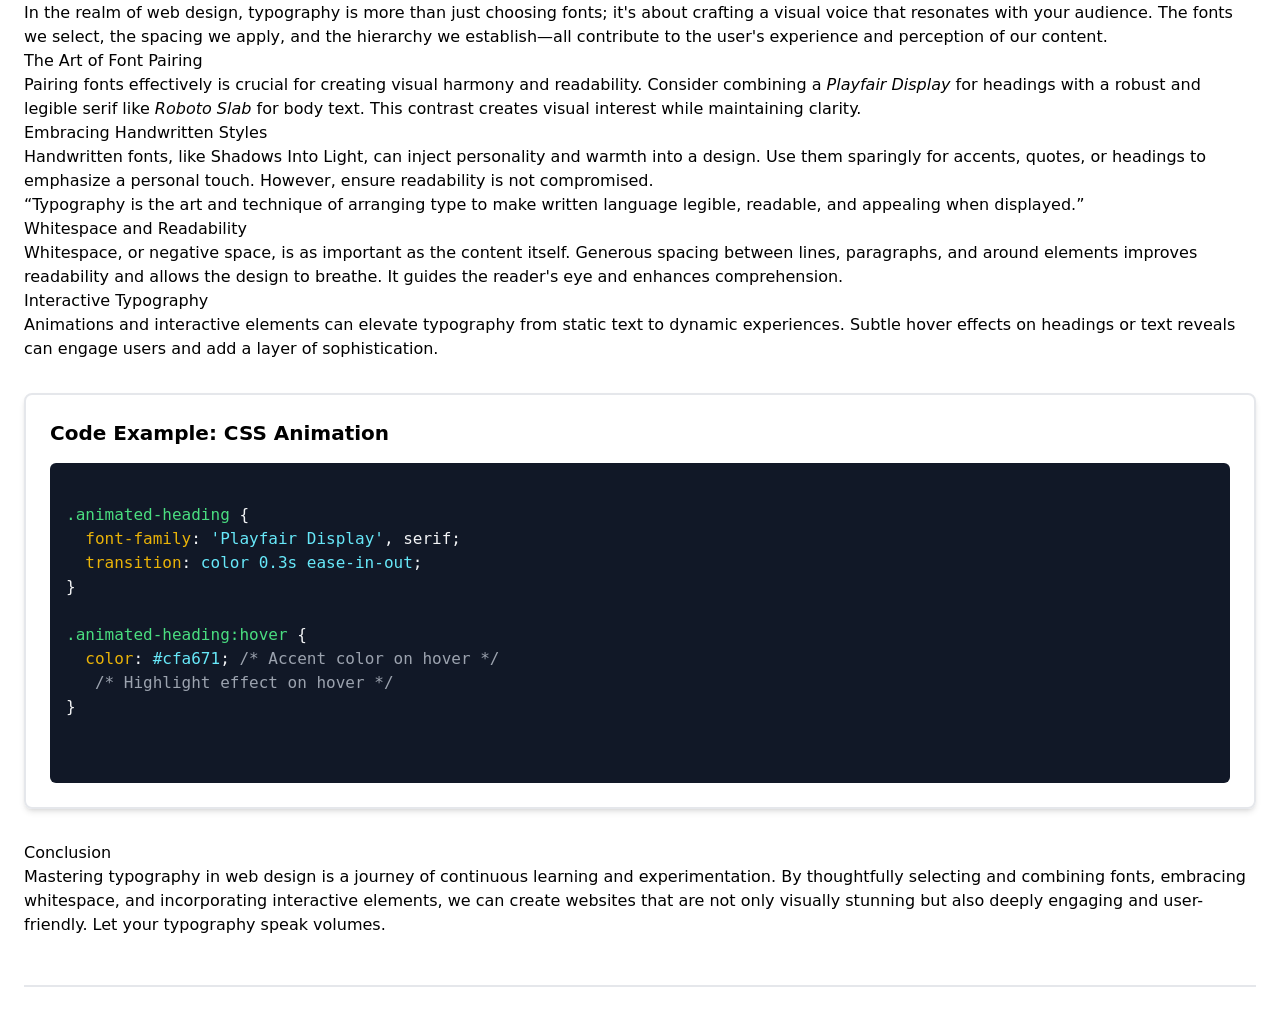 In the realm of web design, typography is more than just choosing fonts; it's about crafting a visual voice that resonates with your audience. The fonts
we select, the spacing we apply, and the hierarchy we establish—all contribute to the user's experience and perception of our content.
The Art of Font Pairing
Pairing fonts effectively is crucial for creating visual harmony and readability. Consider combining a Playfair Display for headings with a robust and
legible serif like Roboto Slab for body text. This contrast creates visual interest while maintaining clarity.
Embracing Handwritten Styles
Handwritten fonts, like Shadows Into Light, can inject personality and warmth into a design. Use them sparingly for accents, quotes, or headings to
emphasize a personal touch. However, ensure readability is not compromised.
“Typography is the art and technique of arranging type to make written language legible, readable, and appealing when displayed.”
Whitespace and Readability
Whitespace, or negative space, is as important as the content itself. Generous spacing between lines, paragraphs, and around elements improves
readability and allows the design to breathe. It guides the reader's eye and enhances comprehension.
Interactive Typography
Animations and interactive elements can elevate typography from static text to dynamic experiences. Subtle hover effects on headings or text reveals
can engage users and add a layer of sophistication.
Code Example: CSS Animation
.animated-heading {
  font-family: 'Playfair Display', serif;
  transition: color 0.3s ease-in-out;
}
.animated-heading:hover {
  color: #cfa671; /* Accent color on hover */
   /* Highlight effect on hover */
}
Conclusion
Mastering typography in web design is a journey of continuous learning and experimentation. By thoughtfully selecting and combining fonts, embracing
whitespace, and incorporating interactive elements, we can create websites that are not only visually stunning but also deeply engaging and user-
friendly. Let your typography speak volumes.